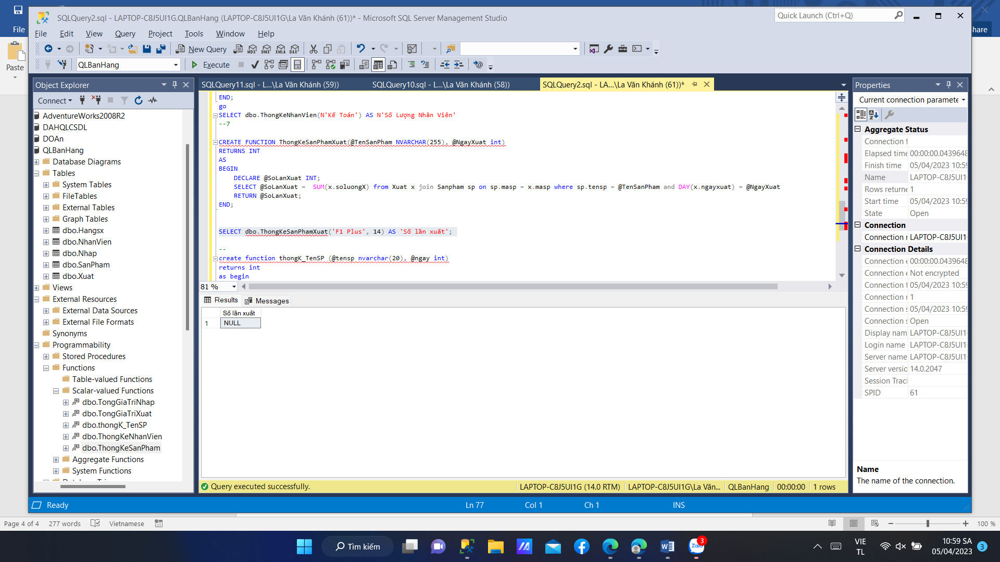 SQLQuery2.sql - LAPTOP-C8J5UI1G.QLBanHang (LAPTOP-C8J5UI1G\La Văn Khánh (61))* - Microsoft SQL Server Management Studio
Quick Launch (Ctrl+Q)
File
hare
File Edit View Query Project Tools Window Help
New Query
MDX DMX XMLA DAX
Paste
QLBanHang
Execute
Object Explorer
SQLQuery11.sql - L...\La Văn Khánh (59))
SQLQuery10.sql - L...\La Văn Khánh (58))
SQLQuery2.sql - LA...\La Văn Khánh (61))*
Properties
Connect
Current connection paramete
AdventureWorks2008R2
DAHQLCSDL
DOAn
QLBanHang
Database Diagrams
Tables
System Tables
FileTables
External Tables
Graph Tables
dbo.Hangsx
dbo.NhanVien
dbo.Nhap
dbo.SanPham
dbo.Xuat
Views
External Resources
External Data Sources
External File Formats
Synonyms
Programmability
Stored Procedures
Functions
Table-valued Functions
Scalar-valued Functions
dbo.TongGiaTriNhap
dbo.TongGiaTriXuat
dbo.thongK_TenSP
dbo.ThongKeNhanVien
dbo.ThongKeSanPham
Aggregate Functions
System Functions
END;
go
SELECT dbo.ThongKeNhanVien(N'Kế Toán') AS N'Số Lượng Nhân Viên'
--7
CREATE FUNCTION ThongKeSanPhamXuat(@TenSanPham NVARCHAR(255), @NgayXuat int)
RETURNS INT
AS
BEGIN
DECLARE @SoLanXuat INT;
SELECT @SoLanXuat = SUM(x.soluongX) from Xuat x join Sanpham sp on sp.masp = x.masp where sp.tensp = @TenSanPham and DAY(x.ngayxuat) = @NgayXuat
RETURN @SoLanXuat;
END;
SELECT dbo.ThongKeSanPhamXuat('F1 Plus', 14) AS 'Số lần xuất';
--
create function thongK_TenSP (@tensp nvarchar(20), @ngay int)
returns int
as begin
81 %
Results
Messages
Số lần xuất
1 NULL
Query executed successfully.
LAPTOP-C8J5UI1G (14.0 RTM)
LAPTOP-C8J5UI1G\La Văn...
QLBanHang
00:00:00
1 rows
Aggregate Status
Connection f
Elapsed time 00:00:00.0439648
Finish time 05/04/2023 10:59
Name LAPTOP-C8J5UI1
Rows returne 1
Start time 05/04/2023 10:59
State Open
Connection
Connection r LAPTOP-C8J5UI1
Connection Details
Connection e 00:00:00.0439648
Connection e Not encrypted
Connection f 05/04/2023 10:59
Connection r 1
Connection s 05/04/2023 10:59
Connection s Open
Display nam LAPTOP-C8J5UI1
Login name LAPTOP-C8J5UI1
Server name LAPTOP-C8J5UI1
Server versic 14.0.2047
Session Traci
SPID 61
Name
The name of the connection.
Ready
Ln 77
Col 1
Ch 1
INS
Page 4 of 4
277 words
Vietnamese
100 %
Tìm kiếm
Zalo
3
VIE
TL
10:59 SA
05/04/2023
3